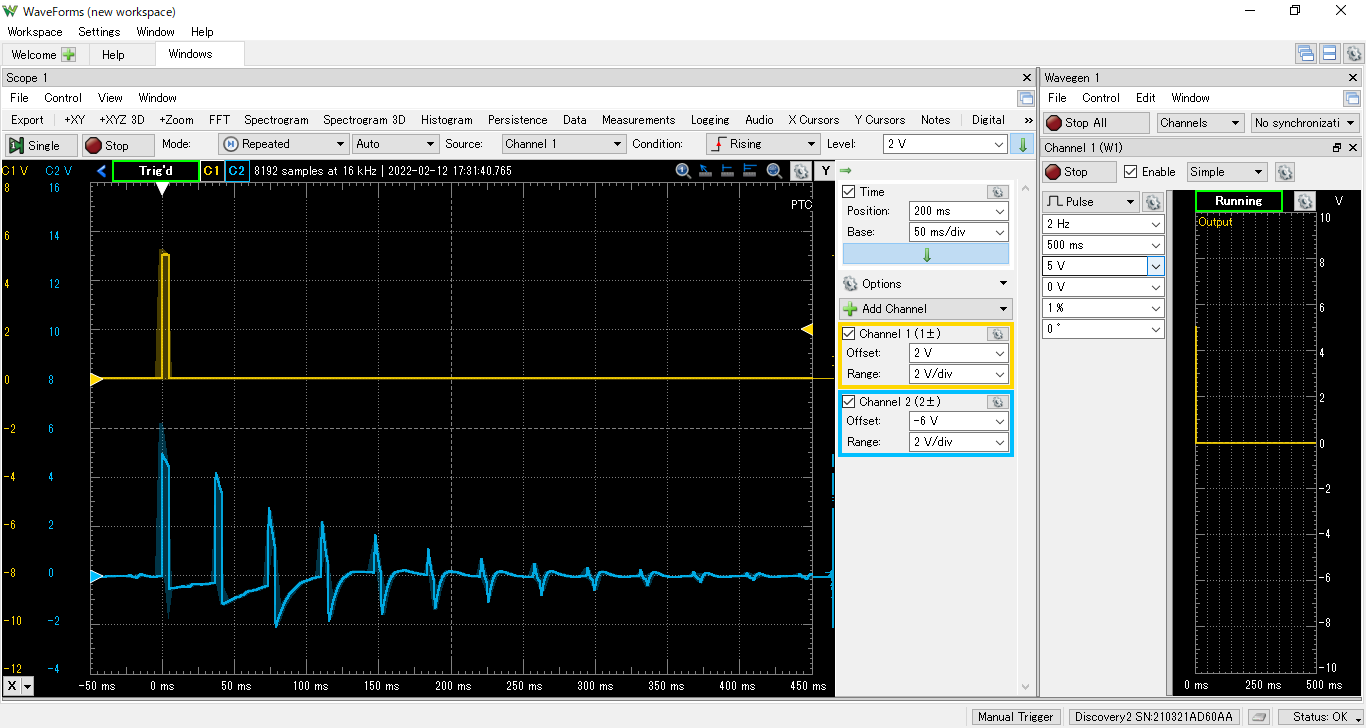 WaveForms (new workspace)
Workspace Settings Window Help
Welcome Help Windows
Scope 1
File Control View Window
Export +XY +XYZ 3D +Zoom FFT Spectrogram Spectrogram 3D Histogram Persistence Data Measurements Logging Audio X Cursors Y Cursors Notes Digital »
Single Stop Mode: Repeated Auto Source: Channel 1 Condition: Rising Level: 2 V
C1 V C2 V Trig'd C1 C2 8192 samples at 16 kHz | 2022-02-12 17:31:40.765 Y
PTC
8 16
6 14
4 12
2 10
0 8
-2 6
-4 4
-6 2
-8 0
-10 -2
-12 -4
X -50 ms 0 ms 50 ms 100 ms 150 ms 200 ms 250 ms 300 ms 350 ms 400 ms 450 ms
Time
Position: 200 ms
Base: 50 ms/div
Options
Add Channel
Channel 1 (1±)
Offset: 2 V
Range: 2 V/div
Channel 2 (2±)
Offset: -6 V
Range: 2 V/div
Wavegen 1
File Control Edit Window
Stop All Channels No synchronizati
Channel 1 (W1)
Stop Enable Simple
Pulse
2 Hz
500 ms
5 V
0 V
1 %
0 °
Running V
Output
10
8
6
4
2
0
-2
-4
-6
-8
-10
0 ms 250 ms 500 ms
Manual Trigger Discovery2 SN:210321AD60AA Status: OK